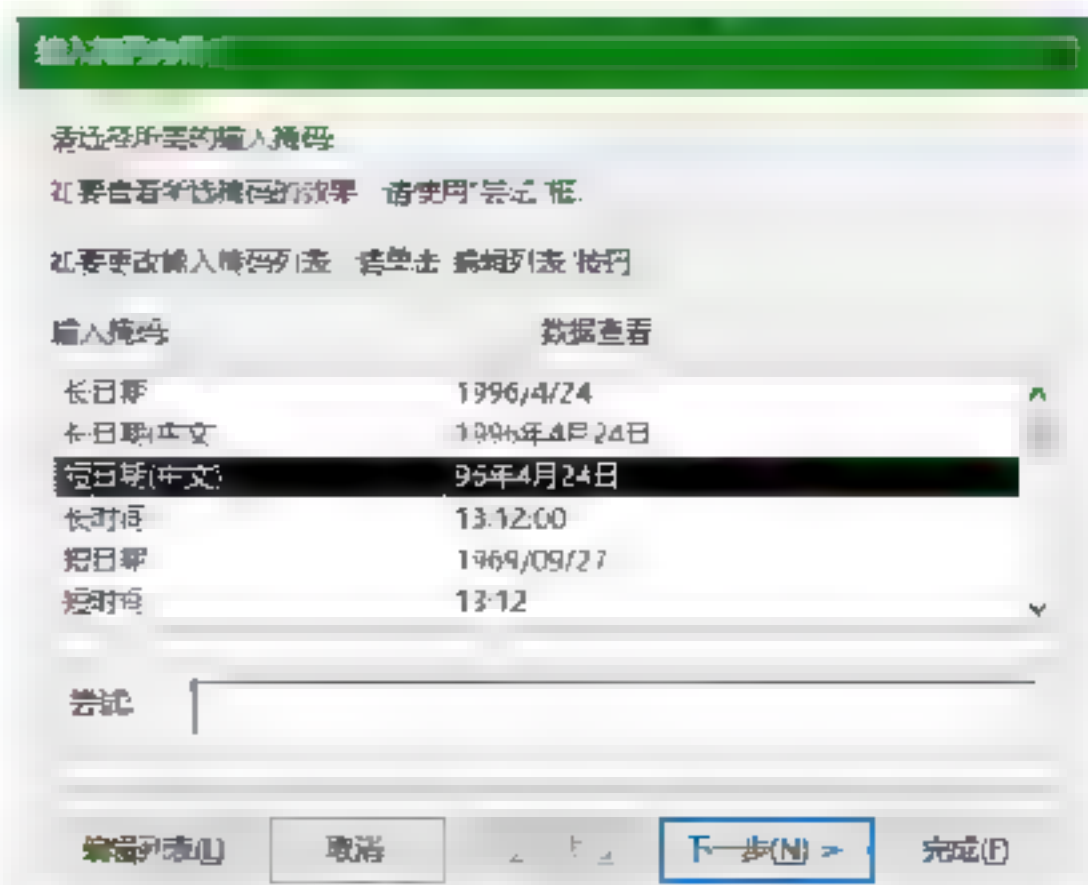 请选择所需的输入掩码:
如要查看所选掩码的效果 请使用"尝试"框.
如要更改输入掩码列表 请单击"编辑列表"按钮
输入掩码: 数据查看
长日期 1996/4/24
长日期(中文) 1996年4月24日
短日期(中文) 96年4月24日
长时间 13:12:00
短日期 1969/09/27
短时间 13:12
尝试:
编辑列表(L) 取消 下一步(N) > 完成(F)